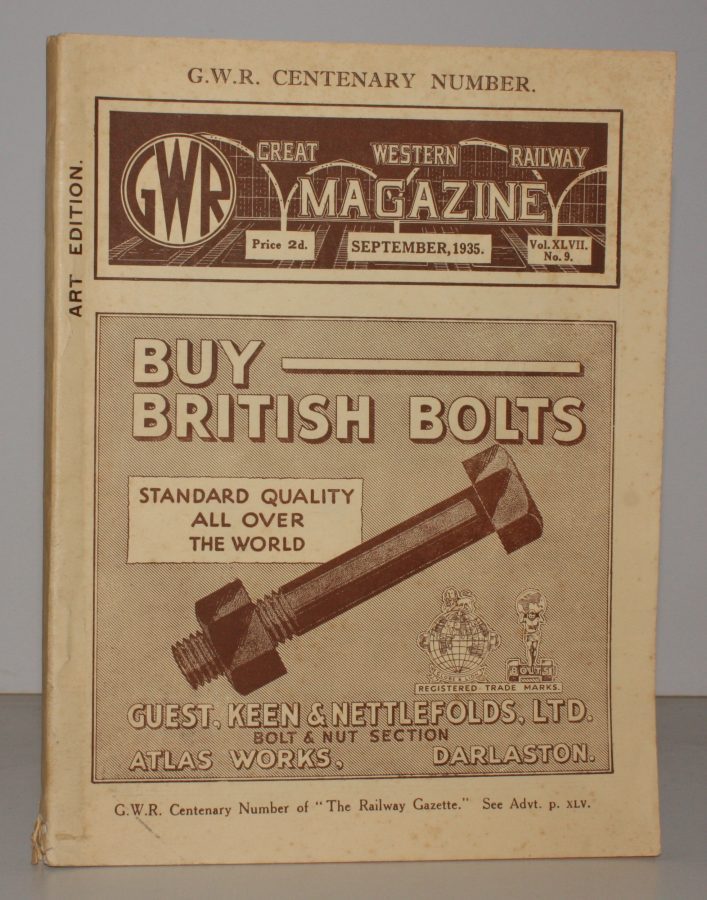 G.W.R. CENTENARY NUMBER.
ART EDITION.
GWR
GREAT WESTERN RAILWAY
MAGAZINE
Price 2d.
SEPTEMBER, 1935.
Vol. XLVII.
No. 9.
BUY
BRITISH BOLTS
STANDARD QUALITY
ALL OVER
THE WORLD
BOLTS
REGISTERED TRADE MARKS.
GUEST, KEEN & NETTLEFOLDS, LTD.
BOLT & NUT SECTION
ATLAS WORKS, DARLASTON.
G.W.R. Centenary Number of "The Railway Gazette." See Advt. p. XLV.